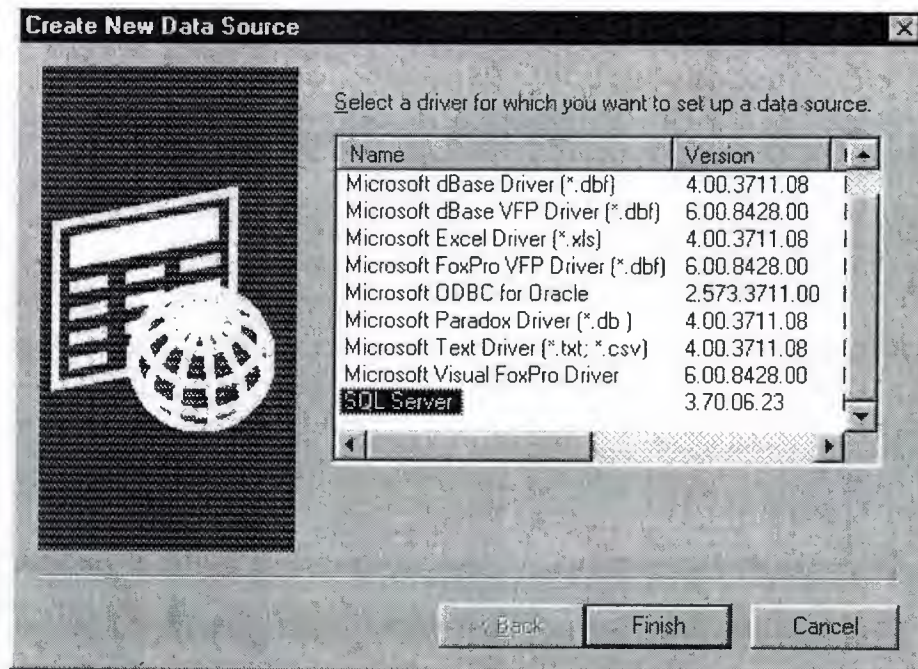 Create New Data Source
Select a driver for which you want to set up a data source.
Name Version
Microsoft dBase Driver (*.dbf) 4.00.3711.08
Microsoft dBase VFP Driver (*.dbf) 6.00.8428.00
Microsoft Excel Driver (*.xls) 4.00.3711.08
Microsoft FoxPro VFP Driver (*.dbf) 6.00.8428.00
Microsoft ODBC for Oracle 2.573.3711.00
Microsoft Paradox Driver (*.db ) 4.00.3711.08
Microsoft Text Driver (*.txt; *.csv) 4.00.3711.08
Microsoft Visual FoxPro Driver 6.00.8428.00
SQL Server 3.70.06.23
< Back Finish Cancel